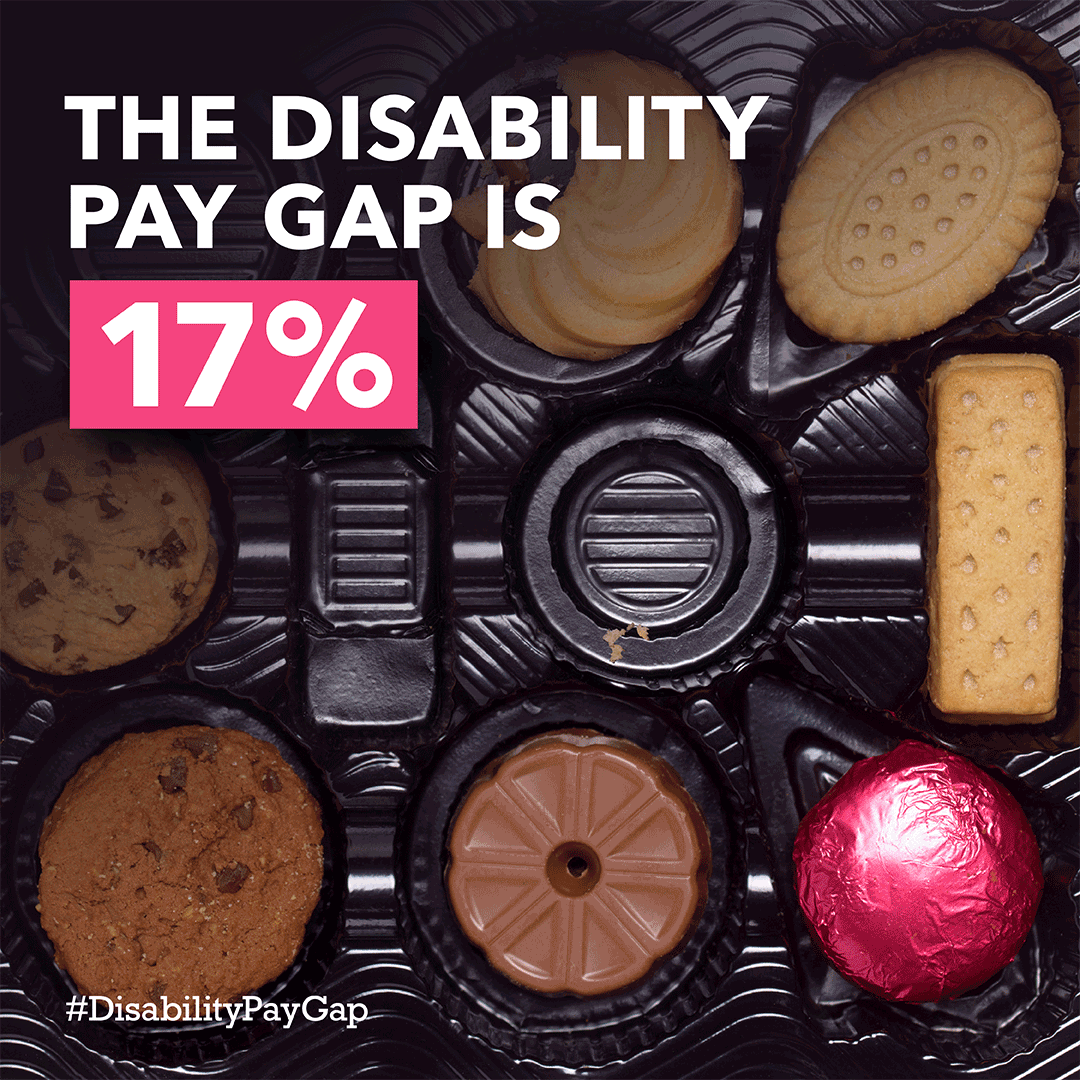 THE DISABILITY
PAY GAP IS
17%
#DisabilityPayGap